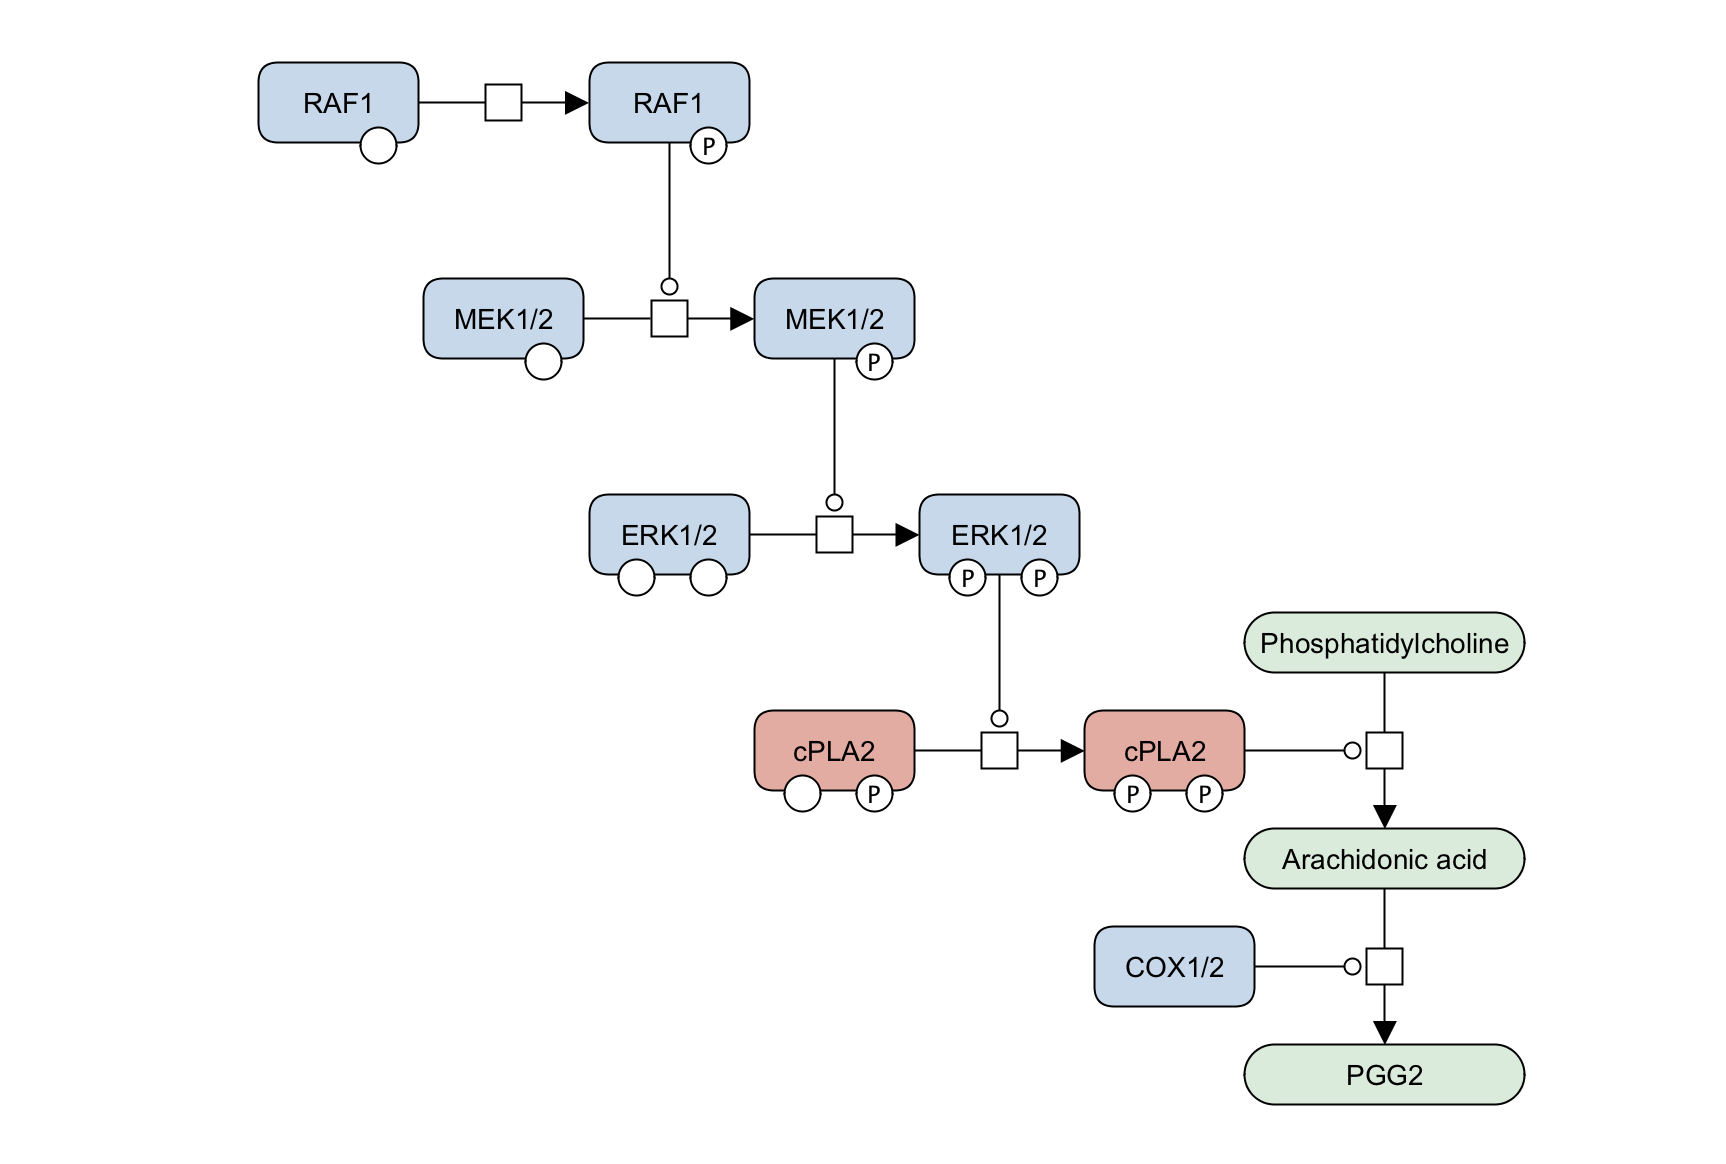 RAF1
RAF1
P
MEK1/2
MEK1/2
P
ERK1/2
ERK1/2
P
P
Phosphatidylcholine
cPLA2
cPLA2
P
P
P
Arachidonic acid
COX1/2
PGG2